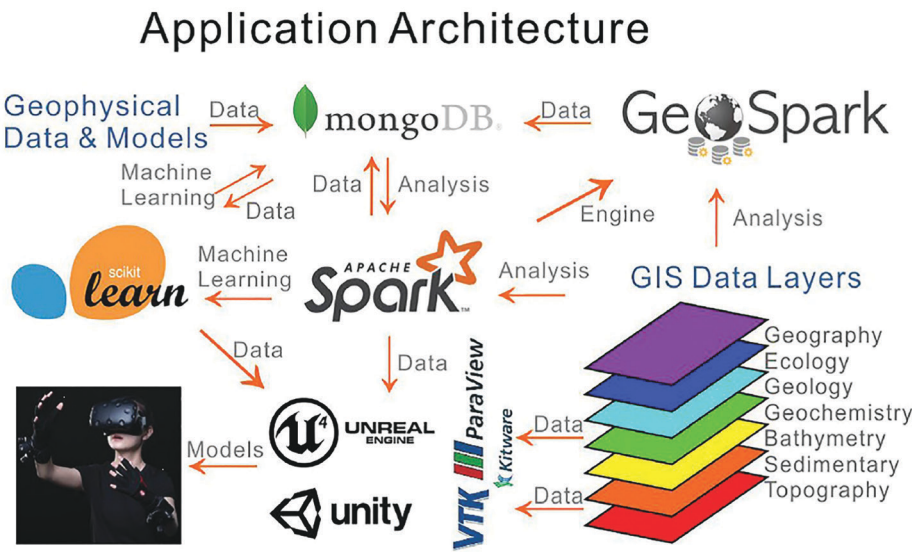 Application Architecture
Geophysical
Data & Models
Data
mongoDB®
Data
GeoSpark
Machine
Learning
Data
Data
Analysis
Engine
Analysis
scikit
learn
Machine
Learning
APACHE
Spark™
Analysis
GIS Data Layers
Data
Data
Geography
Ecology
Geology
Geochemistry
Bathymetry
Sedimentary
Topography
Models
U4
UNREAL
ENGINE
unity
VTK
ParaView
Kitware
Data
Data